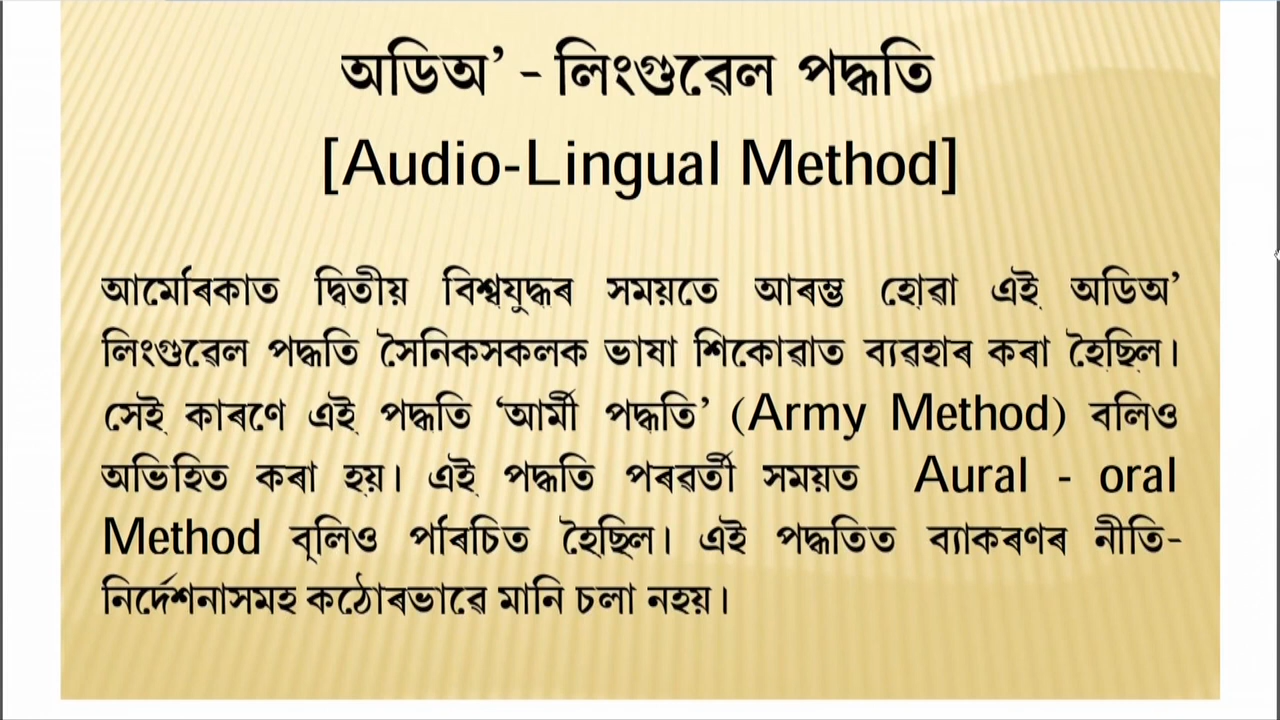 অডিঅ’ - লিংগুৱেল পদ্ধতি
[Audio-Lingual Method]
আমেৰিকাত দ্বিতীয় বিশ্বযুদ্ধৰ সময়তে আৰম্ভ হোৱা এই অডিঅ’
লিংগুৱেল পদ্ধতি সৈনিকসকলক ভাষা শিকোৱাত ব্যৱহাৰ কৰা হৈছিল।
সেই কাৰণে এই পদ্ধতি ‘আৰ্মী পদ্ধতি’ (Army Method) বলিও
অভিহিত কৰা হয়। এই পদ্ধতি পৰৱৰ্তী সময়ত Aural - oral
Method বুলিও পৰিচিত হৈছিল। এই পদ্ধতিত ব্যাকৰণৰ নীতি-
নিৰ্দেশনাসমহ কঠোৰভাৱে মানি চলা নহয়।